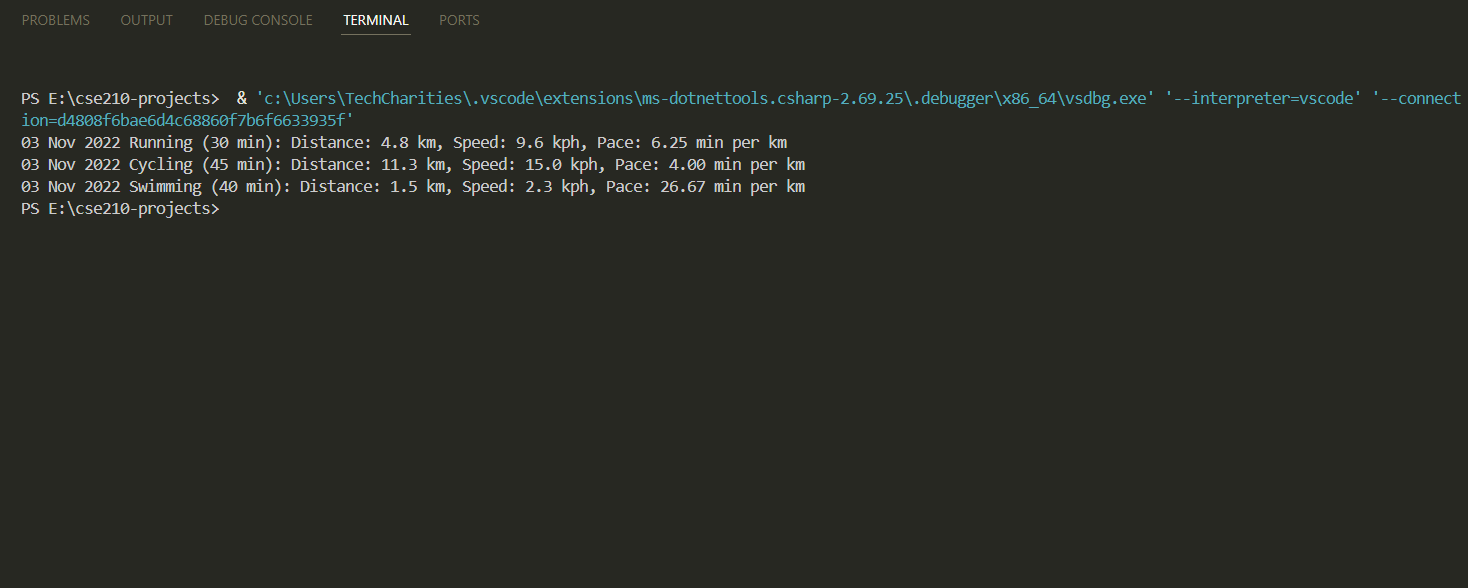 PROBLEMS OUTPUT DEBUG CONSOLE TERMINAL PORTS
PS E:\cse210-projects>  & 'c:\Users\TechCharities\.vscode\extensions\ms-dotnettools.csharp-2.69.25\.debugger\x86_64\vsdbg.exe' '--interpreter=vscode' '--connect
ion=d4808f6bae6d4c68860f7b6f6633935f'
03 Nov 2022 Running (30 min): Distance: 4.8 km, Speed: 9.6 kph, Pace: 6.25 min per km
03 Nov 2022 Cycling (45 min): Distance: 11.3 km, Speed: 15.0 kph, Pace: 4.00 min per km
03 Nov 2022 Swimming (40 min): Distance: 1.5 km, Speed: 2.3 kph, Pace: 26.67 min per km
PS E:\cse210-projects>